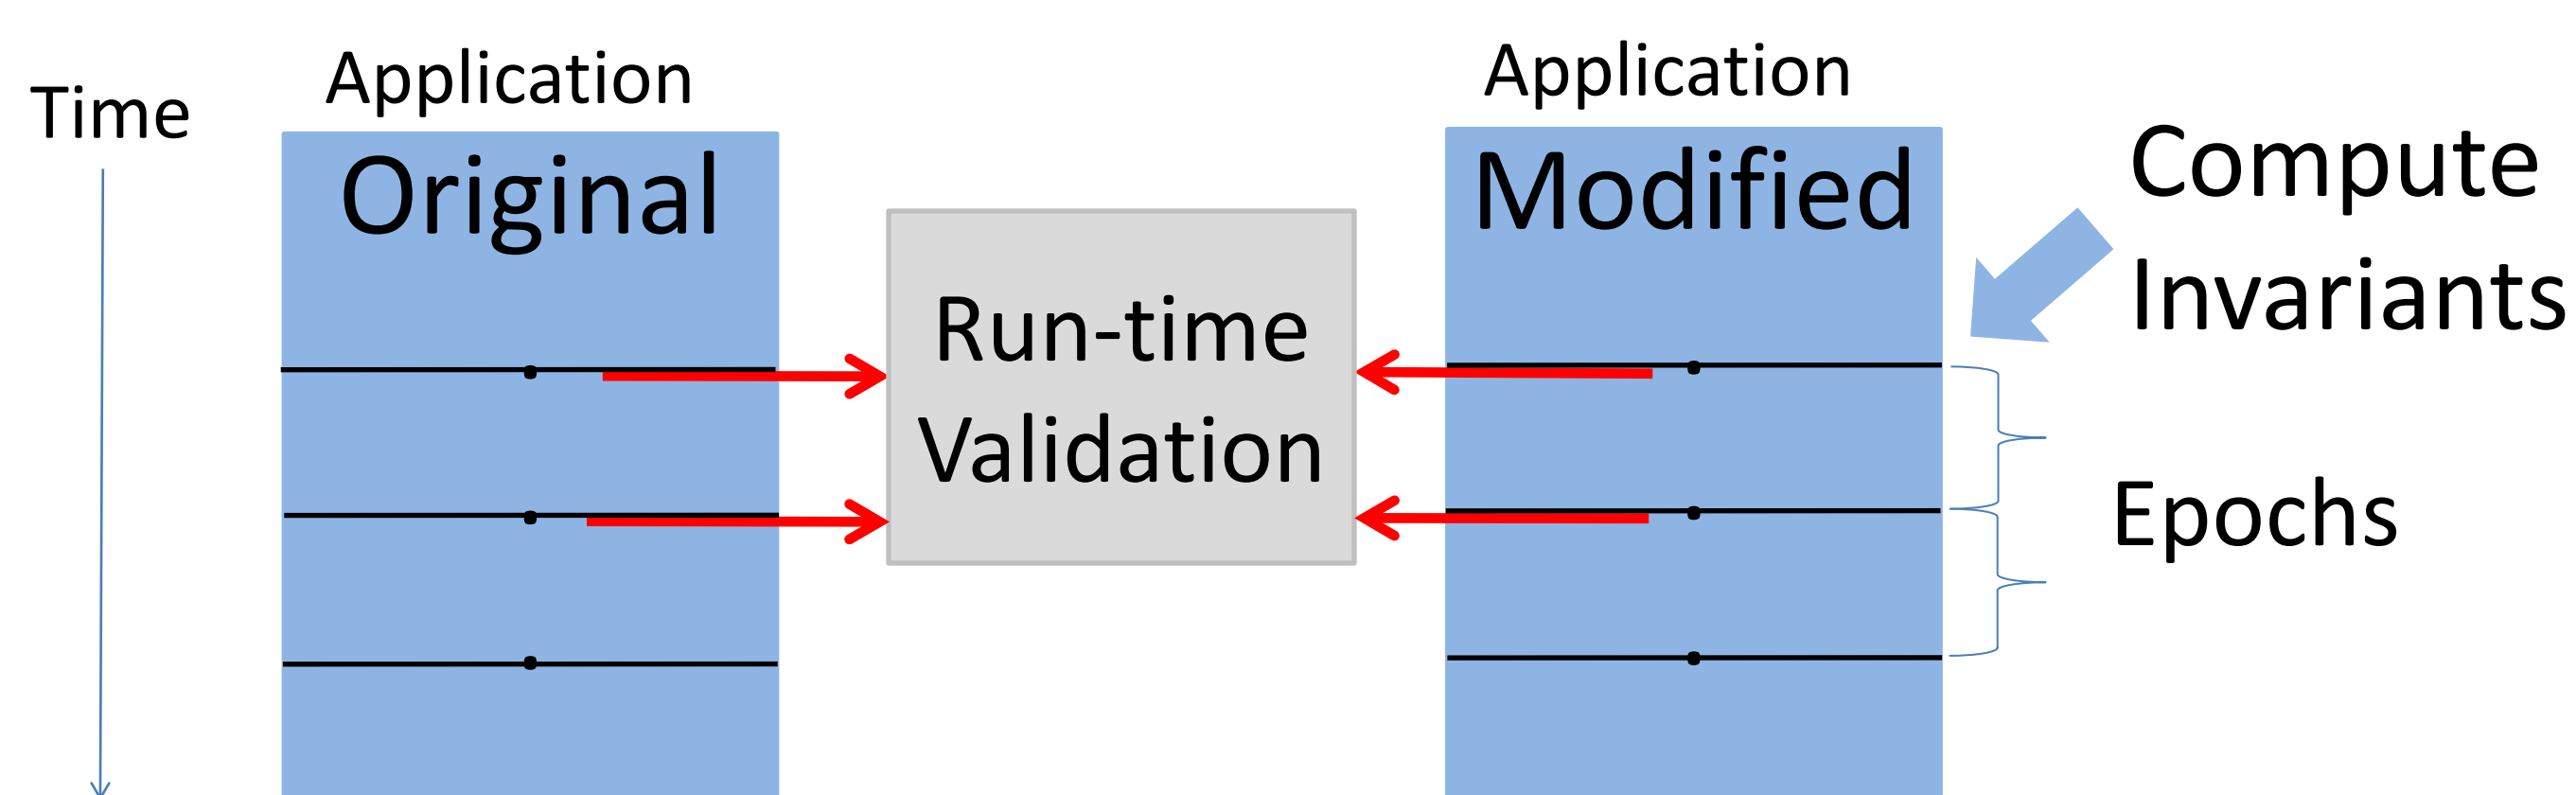 Time
Application
Original
Run-time
Validation
Application
Modified
Compute
Invariants
Epochs